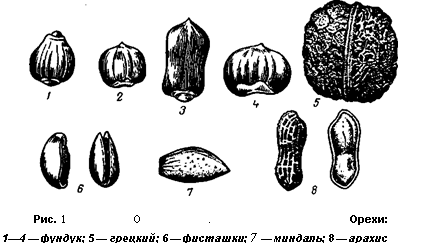 1 2 3 4 5
6 7 8
Рис. 1 0 . Орехи:
1—4 — фундук; 5 — грецкий; 6 — фисташки; 7 — миндаль; 8 — арахис